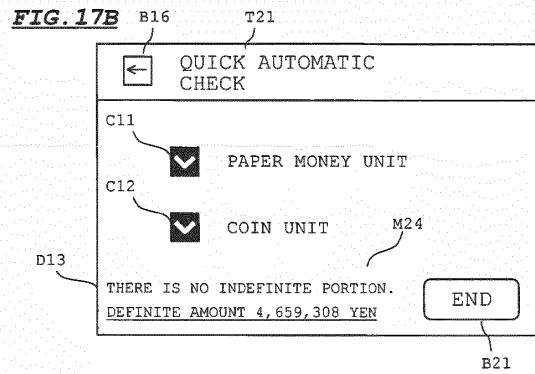 FIG. 17B
B16
T21
QUICK AUTOMATIC
CHECK
C11
PAPER MONEY UNIT
C12
COIN UNIT
M24
D13
THERE IS NO INDEFINITE PORTION.
DEFINITE AMOUNT 4,659,308 YEN
END
B21